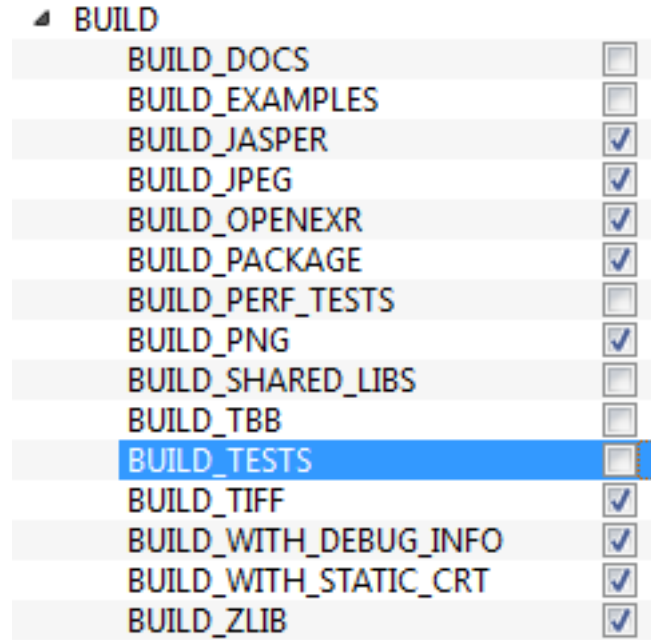 BUILD
BUILD_DOCS
BUILD_EXAMPLES
BUILD_JASPER
BUILD_JPEG
BUILD_OPENEXR
BUILD_PACKAGE
BUILD_PERF_TESTS
BUILD_PNG
BUILD_SHARED_LIBS
BUILD_TBB
BUILD_TESTS
BUILD_TIFF
BUILD_WITH_DEBUG_INFO
BUILD_WITH_STATIC_CRT
BUILD_ZLIB